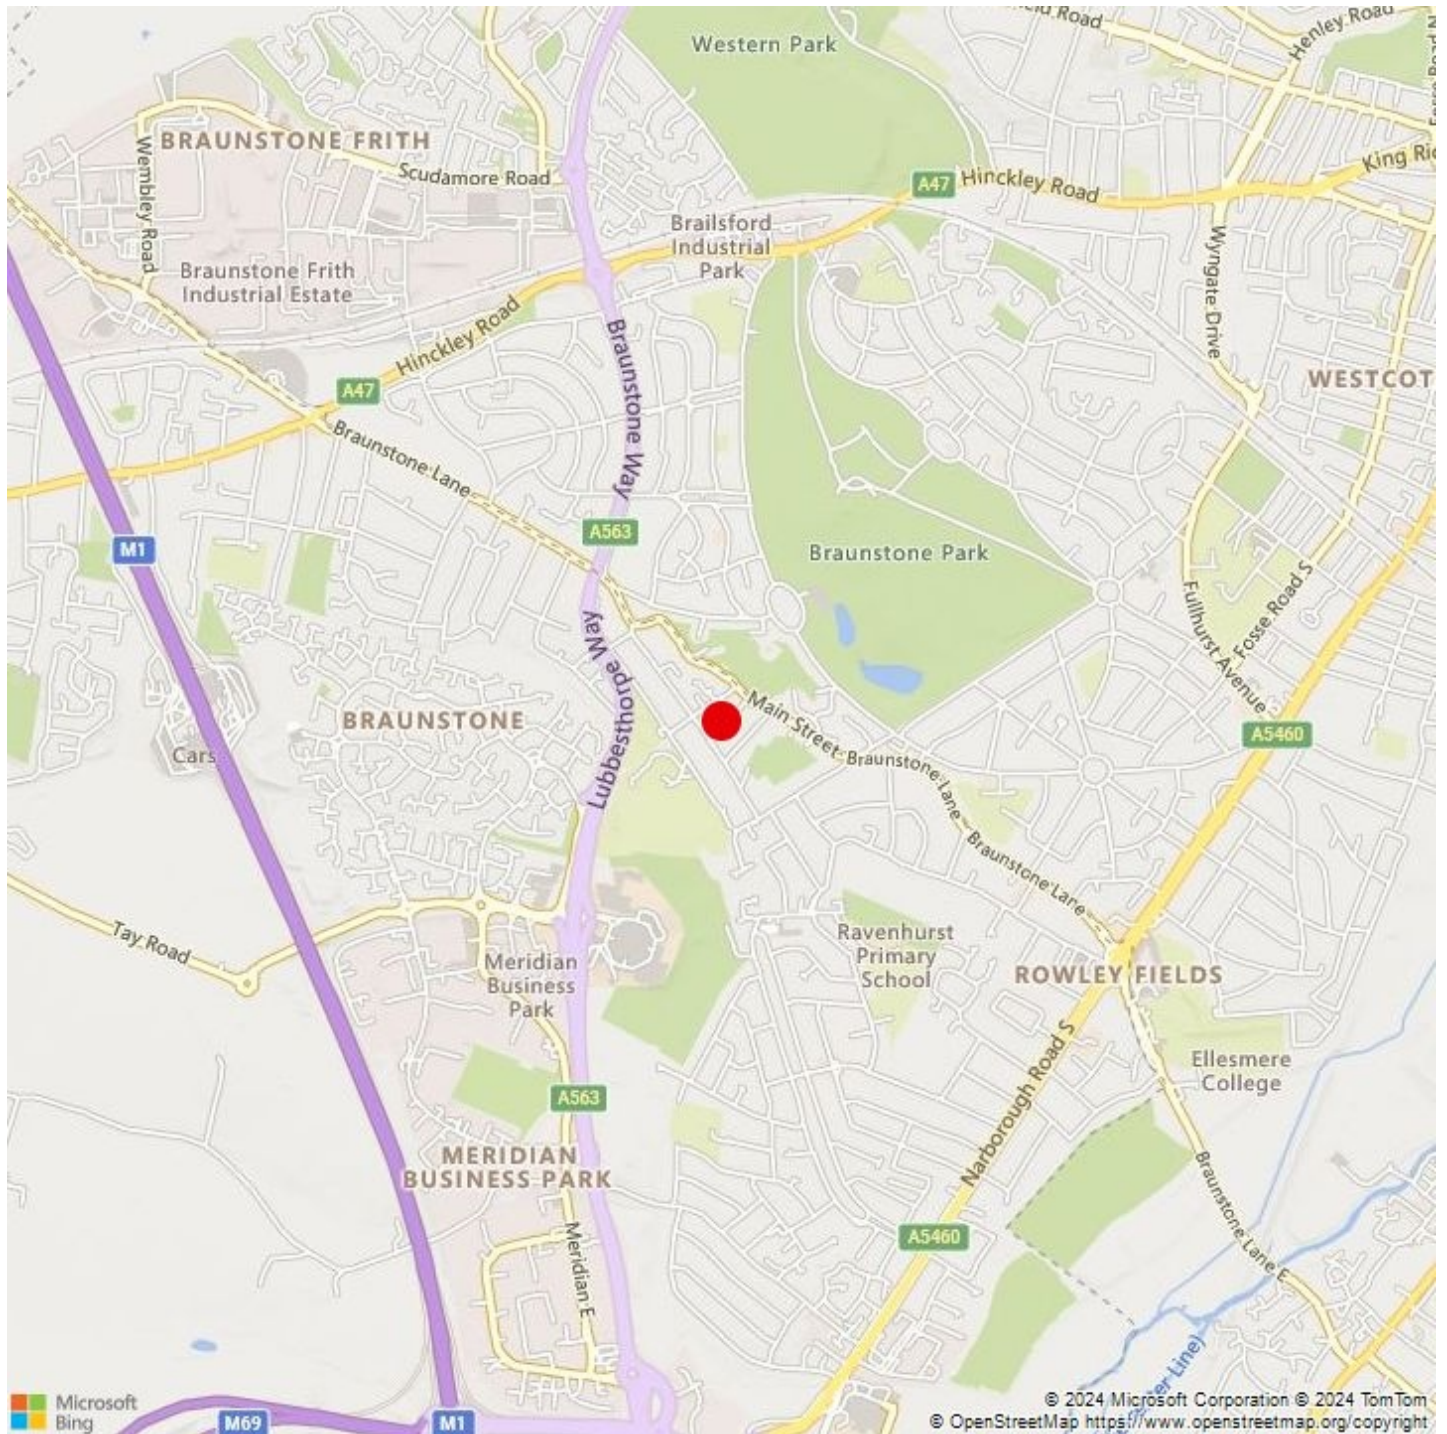 Western Park
Henley Road
BRAUNSTONE FRITH
Wembley Road
Scudamore Road
A47
Hinckley Road
Brailsford
Industrial
Park
Wyngate Drive
Braunstone Frith
Industrial Estate
Hinckley Road
Braunstone Way
A47
Braunstone Lane
WESTCOT
A563
M1
Braunstone Park
Fullhurst Avenue
Fosse Road S
Lubbesthorpe Way
BRAUNSTONE
Main Street
Braunstone Lane
A5460
Cars
Braunstone Lane
Tay Road
Ravenhurst
Primary
School
Meridian
Business
Park
ROWLEY FIELDS
Narborough Road S
Ellesmere
College
A563
MERIDIAN
BUSINESS PARK
Braunstone Lane E
A5460
Meridian E
Microsoft
Bing
M69
M1
© 2024 Microsoft Corporation © 2024 TomTom
© OpenStreetMap https://www.openstreetmap.org/copyright